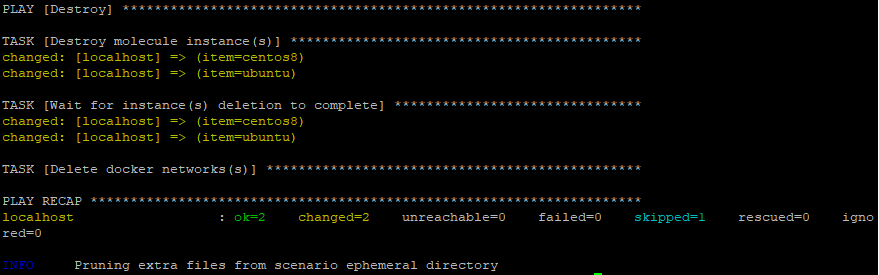 PLAY [Destroy] *****************************************************************

TASK [Destroy molecule instance(s)] ********************************************
changed: [localhost] => (item=centos8)
changed: [localhost] => (item=ubuntu)

TASK [Wait for instance(s) deletion to complete] *******************************
changed: [localhost] => (item=centos8)
changed: [localhost] => (item=ubuntu)

TASK [Delete docker networks(s)] ***********************************************

PLAY RECAP *********************************************************************
localhost                  : ok=2    changed=2    unreachable=0    failed=0    skipped=1    rescued=0    igno
red=0

INFO     Pruning extra files from scenario ephemeral directory